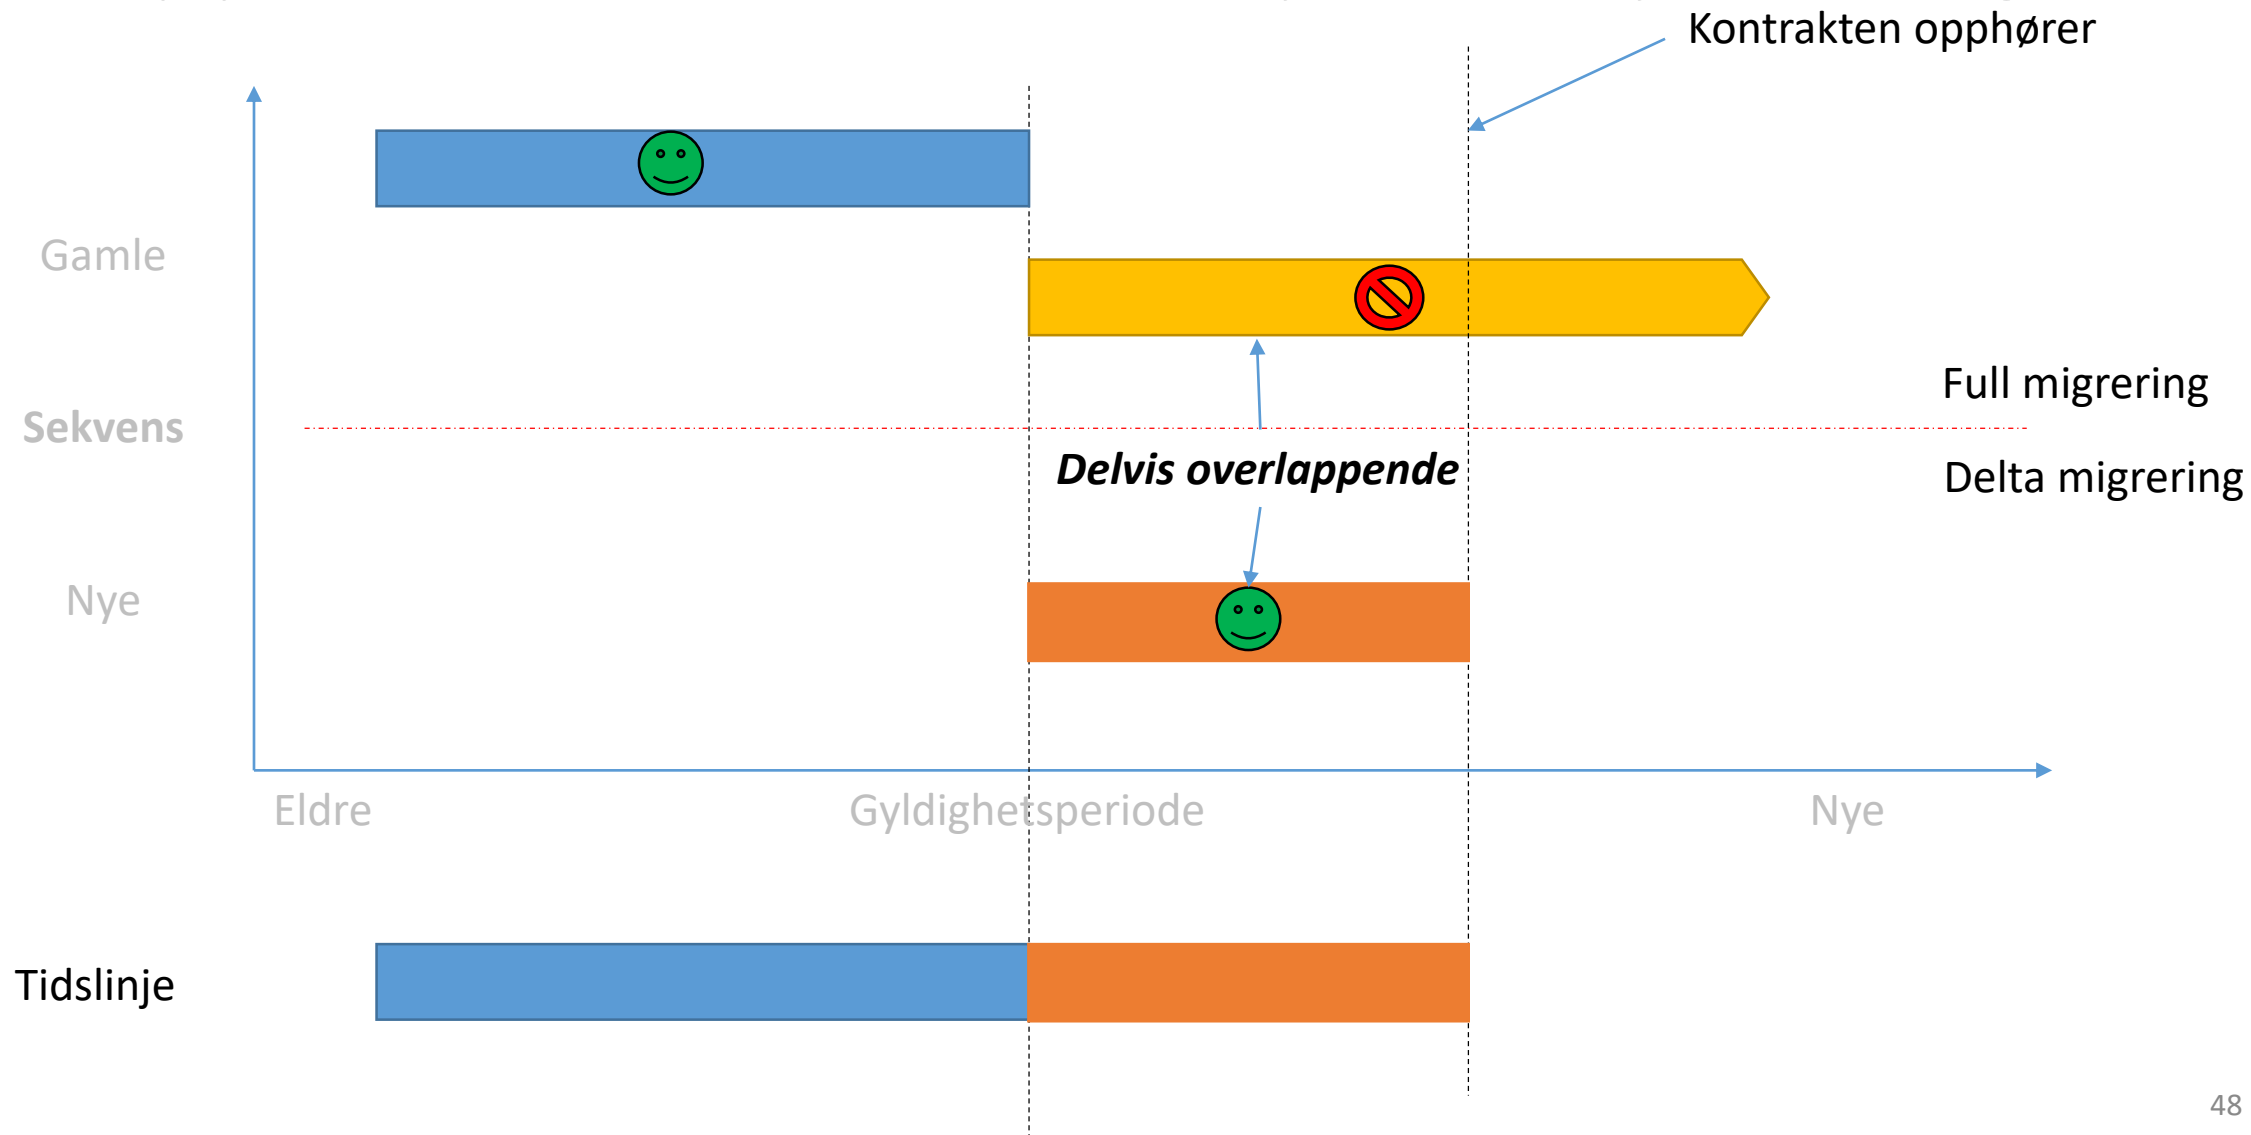 Kontrakten opphører
Gamle
Full migrering
Sekvens
Delvis overlappende
Delta migrering
Nye
Eldre
Gyldighetsperiode
Nye
Tidslinje
48